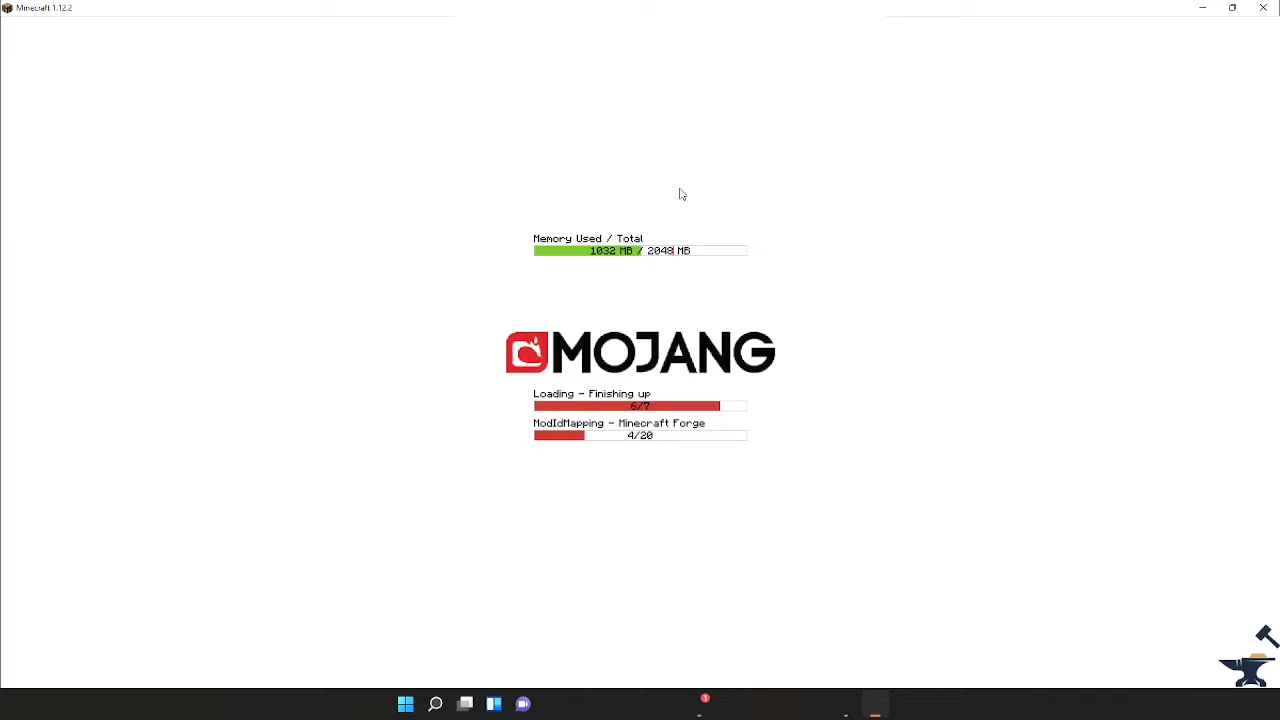 Minecraft 1.12.2
Memory Used / Total
1032 MB / 2048 MB
MOJANG
Loading - Finishing up
6/7
ModIdMapping - Minecraft Forge
4/20
1